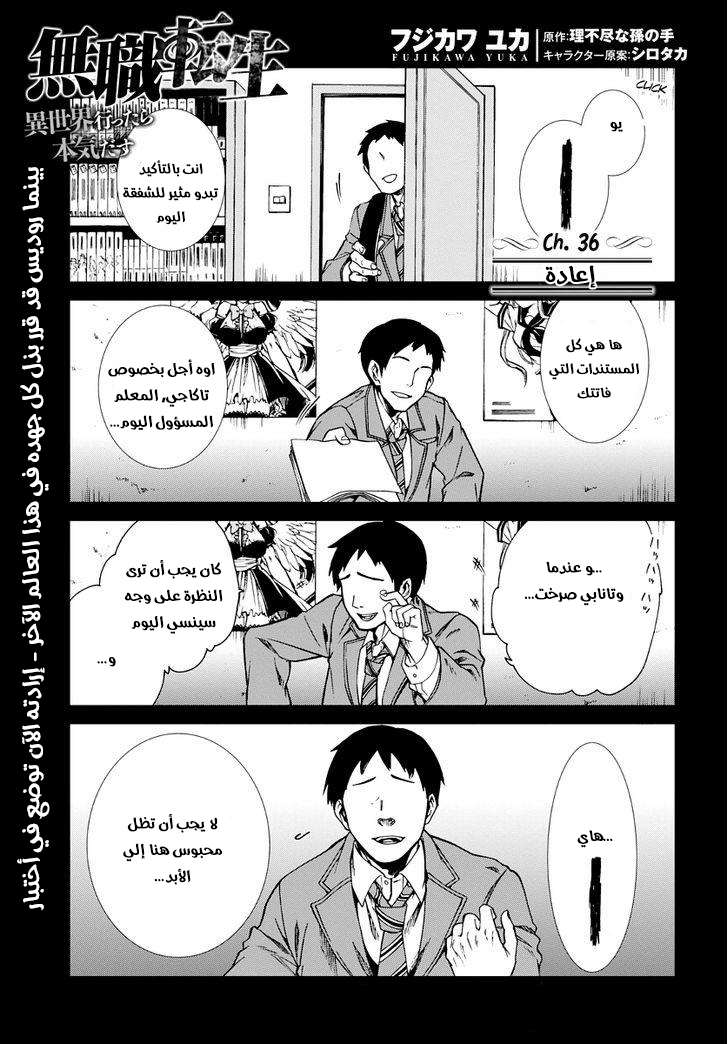 無職転生
異世界行ったら
本気だす
フジカワ ユカ
FUJIKAWA YUKA
原作:理不尽な孫の手
キャラクター原案:シロタカ
CLICK
يو
انت بالتأكيد
تبدو مثير للشفقة
اليوم
Ch. 36
إعادة
بينما روديس قد قرر بذل كل جهده في هذا العالم الآخر - إرادته الآن توضع في أختبار
ها هي كل
المستندات التي
فاتتك
اوه أجل بخصوص
تاكاجي, المعلم
المسؤول اليوم...
...و عندما
وتانابي صرخت...
كان يجب أن ترى
النظرة على وجه
سينسي اليوم
و...
...هاي
لا يجب أن تظل
محبوس هنا إلي
الأبد...